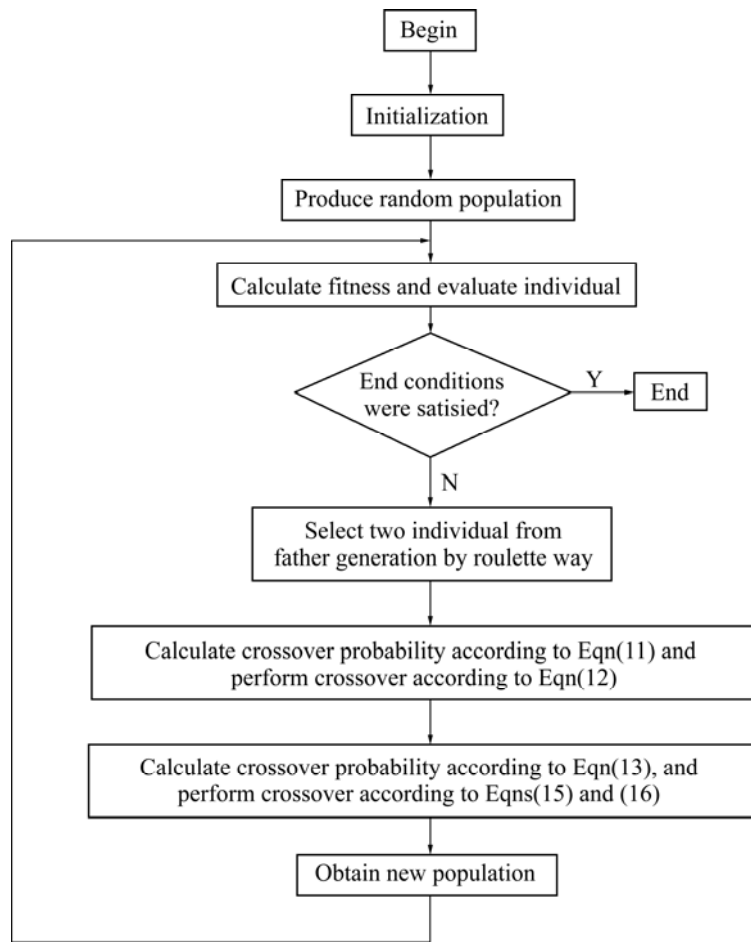 Begin
Initialization
Produce random population
Calculate fitness and evaluate individual
End conditions
were satisied?
Y
End
N
Select two individual from
father generation by roulette way
Calculate crossover probability according to Eqn(11) and
perform crossover according to Eqn(12)
Calculate crossover probability according to Eqn(13), and
perform crossover according to Eqns(15) and (16)
Obtain new population